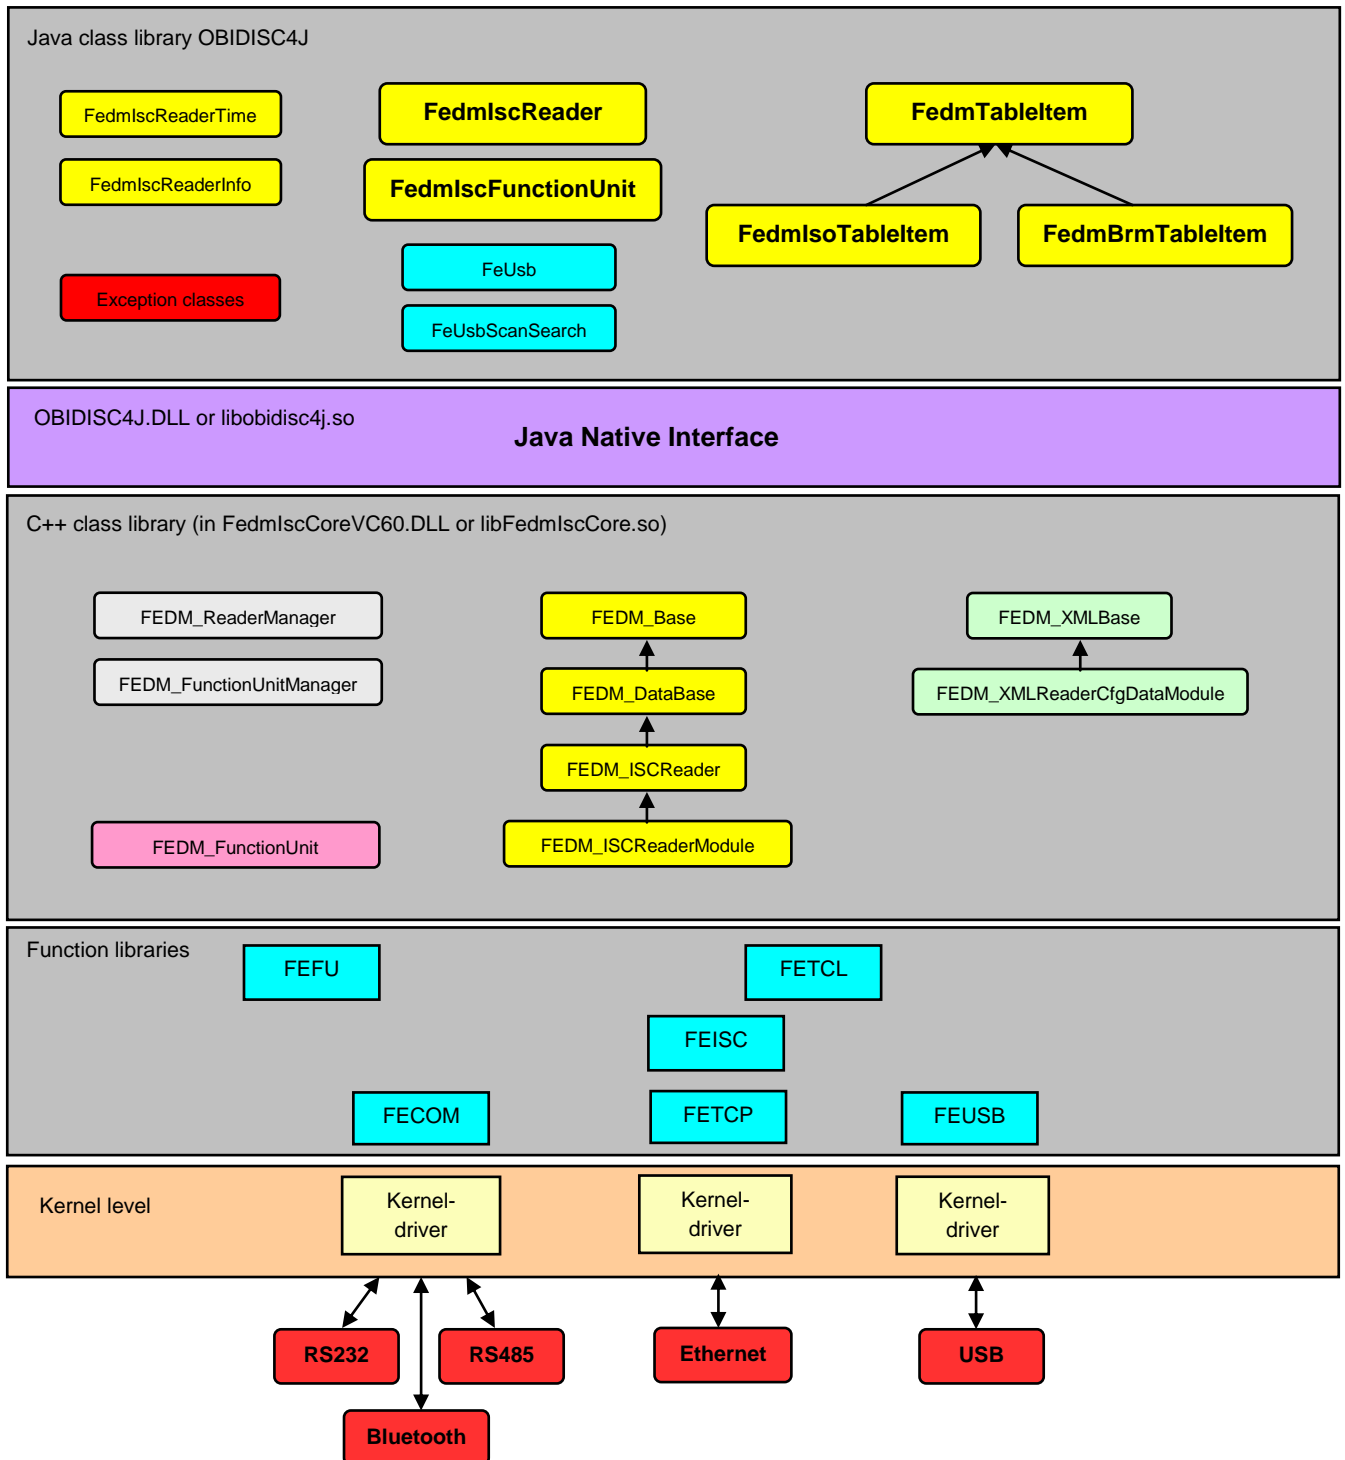 Java class library OBIDISC4J
FedmIscReaderTime
FedmIscReader
FedmTableItem
FedmIscReaderInfo
FedmIscFunctionUnit
FedmIsoTableItem
FedmBrmTableItem
FeUsb
Exception classes
FeUsbScanSearch
OBIDISC4J.DLL or libobidisc4j.so
Java Native Interface
C++ class library (in FedmIscCoreVC60.DLL or libFedmIscCore.so)
FEDM_ReaderManager
FEDM_Base
FEDM_XMLBase
FEDM_FunctionUnitManager
FEDM_DataBase
FEDM_XMLReaderCfgDataModule
FEDM_ISCReader
FEDM_FunctionUnit
FEDM_ISCReaderModule
Function libraries
FEFU
FETCL
FEISC
FECOM
FETCP
FEUSB
Kernel level
Kernel-
driver
Kernel-
driver
Kernel-
driver
RS232
RS485
Ethernet
USB
Bluetooth